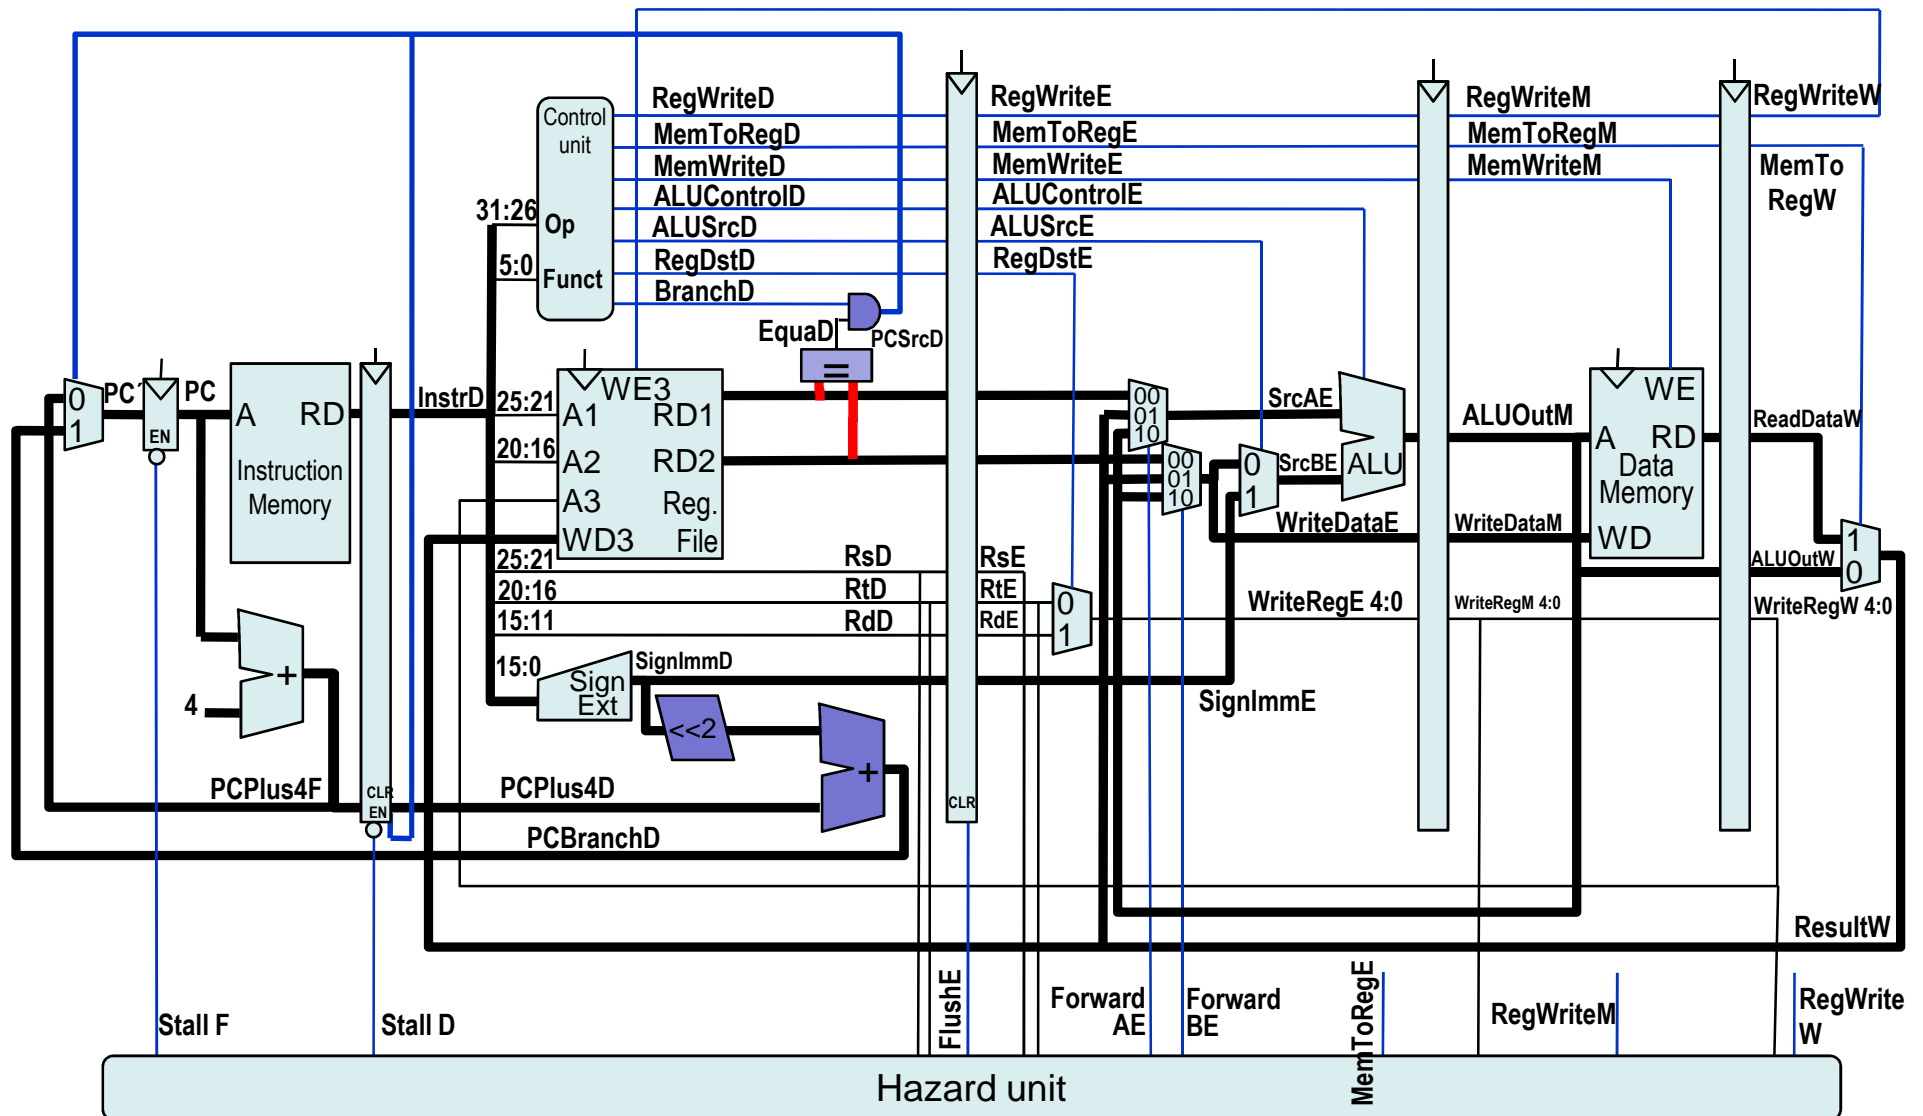 Control
unit
Op
Funct
31:26
5:0
RegWriteD
MemToRegD
MemWriteD
ALUControlD
ALUSrcD
RegDstD
BranchD
RegWriteE
MemToRegE
MemWriteE
ALUControlE
ALUSrcE
RegDstE
RegWriteM
MemToRegM
MemWriteM
RegWriteW
MemTo
RegW
EquaD
PCSrcD
=
0
1
PC´
EN
PC
A
RD
Instruction
Memory
InstrD
25:21
20:16
WE3
A1
RD1
A2
RD2
A3
Reg.
WD3
File
00
01
10
00
01
10
SrcAE
0
1
SrcBE
ALU
ALUOutM
WE
A
RD
Data
Memory
WD
ReadDataW
WriteDataE
WriteDataM
ALUOutW
1
0
25:21
RsD
RsE
20:16
RtD
RtE
15:11
RdD
RdE
0
1
WriteRegE 4:0
WriteRegM 4:0
WriteRegW 4:0
15:0
Sign
Ext
SignImmD
SignImmE
4
+
<<2
+
PCPlus4F
CLR
EN
PCPlus4D
CLR
PCBranchD
ResultW
Stall F
Stall D
FlushE
Forward
AE
Forward
BE
MemToRegE
RegWriteM
RegWrite
W
Hazard unit